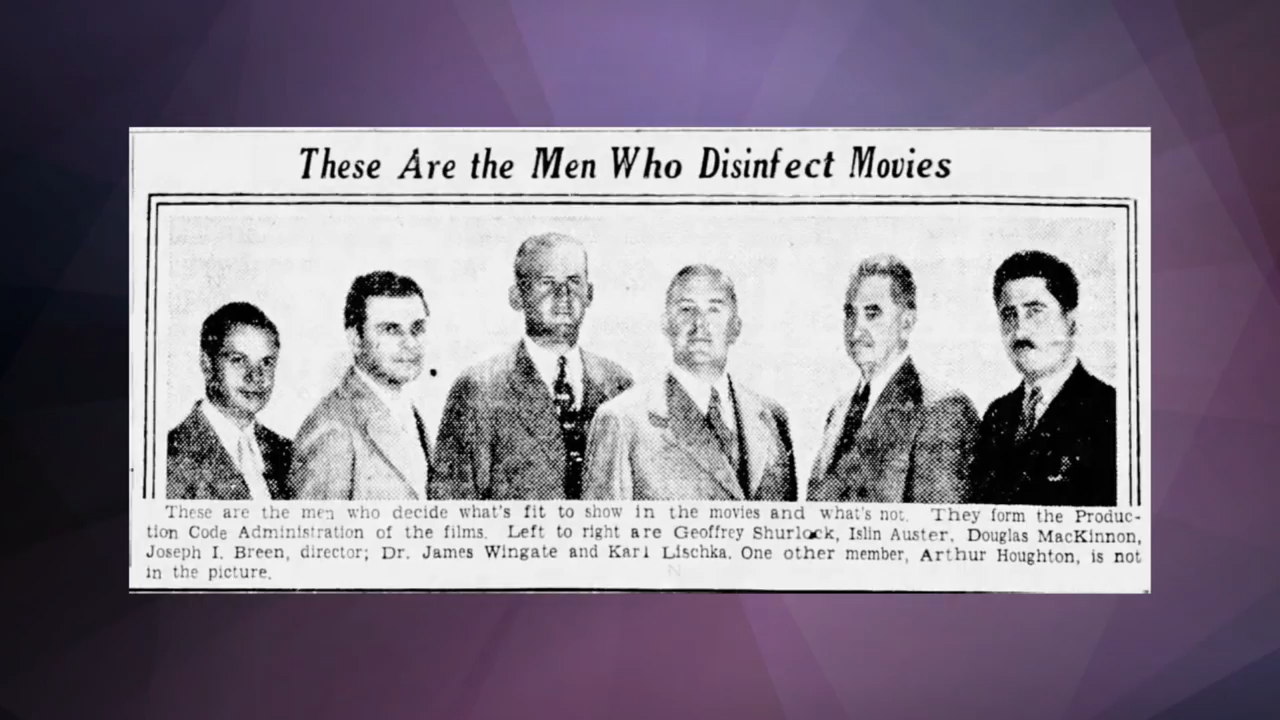 These Are the Men Who Disinfect Movies
These are the men who decide what's fit to show in the movies and what's not. They form the Produc-
tion Code Administration of the films. Left to right are Geoffrey Shurlock, Islin Auster, Douglas MacKinnon,
Joseph I. Breen, director; Dr. James Wingate and Karl Lischka. One other member, Arthur Houghton, is not
in the picture.